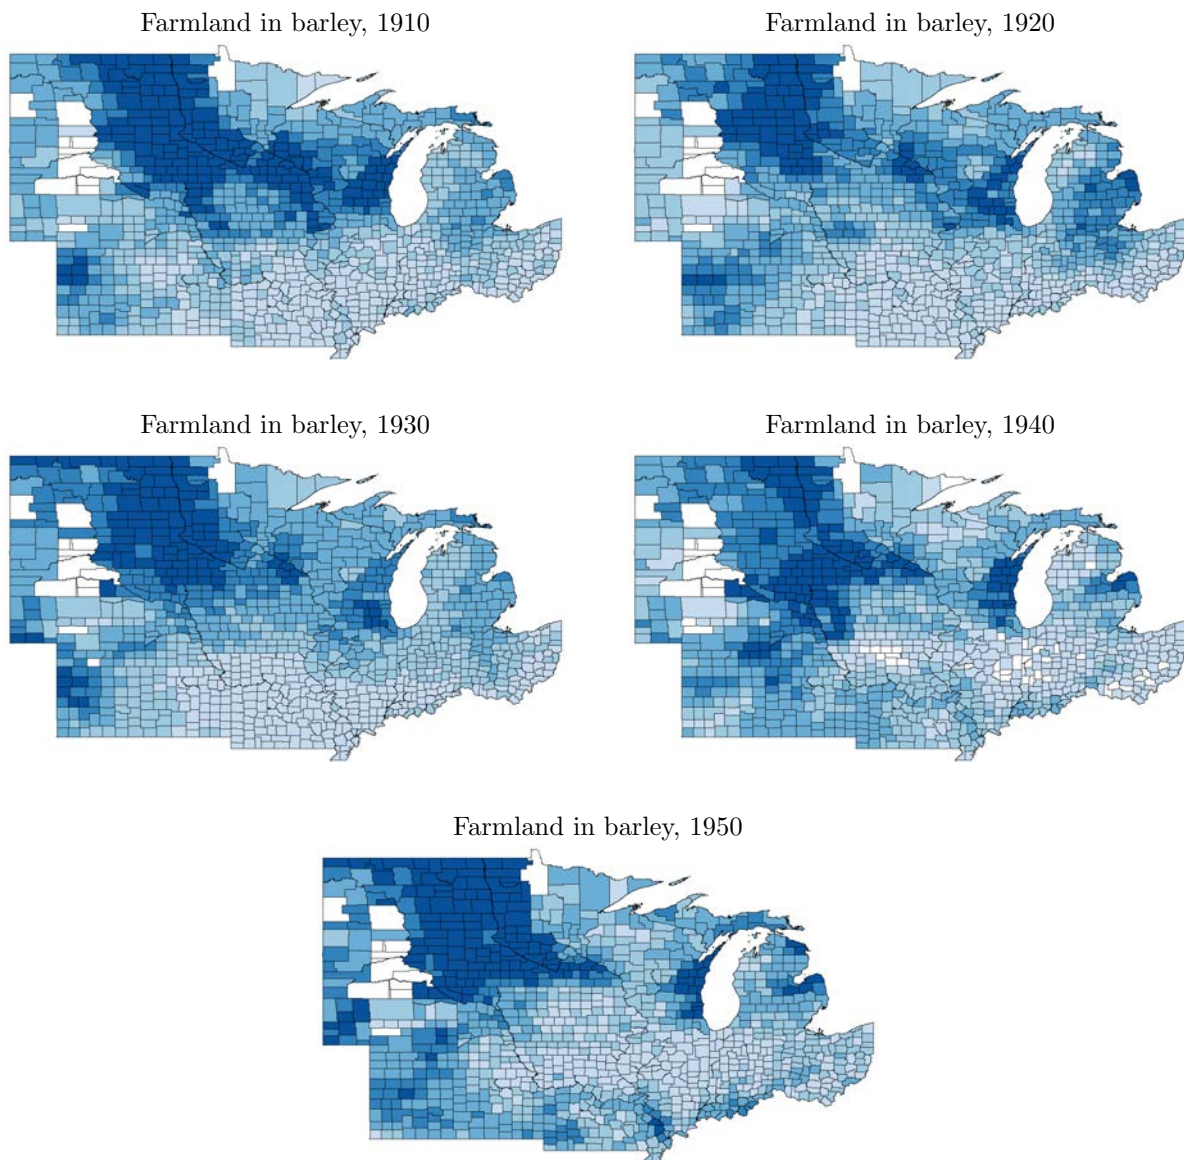 Farmland in barley, 1910
Farmland in barley, 1920
Farmland in barley, 1930
Farmland in barley, 1940
Farmland in barley, 1950